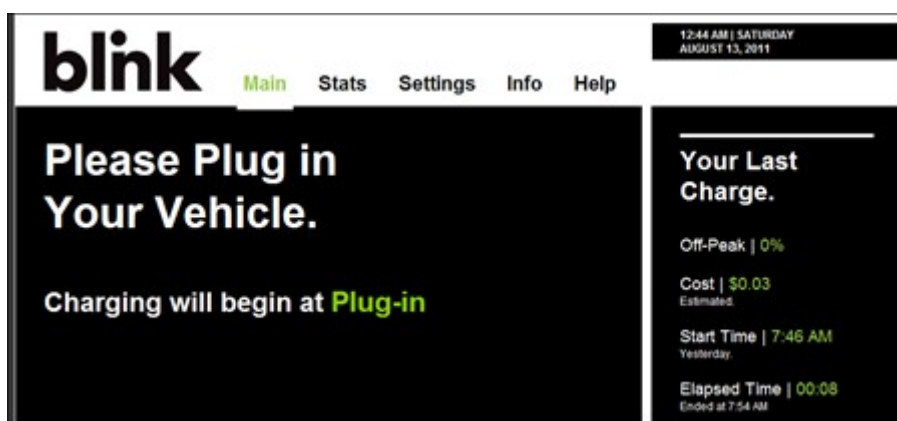 blink
Main Stats Settings Info Help
12:44 AM | SATURDAY
AUGUST 13, 2011
Please Plug in
Your Vehicle.
Charging will begin at Plug-in
Your Last
Charge.
Off-Peak | 0%
Cost | $0.03
Estimated.
Start Time | 7:46 AM
Yesterday.
Elapsed Time | 00:08
Ended at 7:54 AM